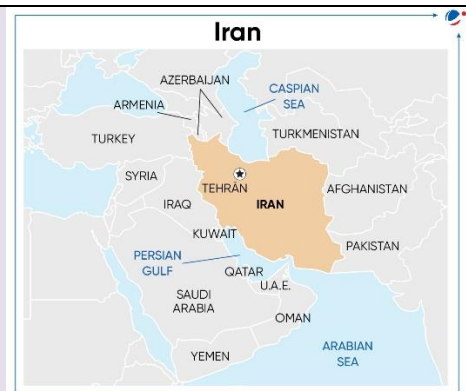 Iran
AZERBAIJAN
CASPIAN
SEA
ARMENIA
TURKEY
TURKMENISTAN
SYRIA
TEHRAN
IRAN
AFGHANISTAN
IRAQ
KUWAIT
PAKISTAN
PERSIAN
GULF
QATAR
U.A.E.
SAUDI
ARABIA
OMAN
ARABIAN
SEA
YEMEN